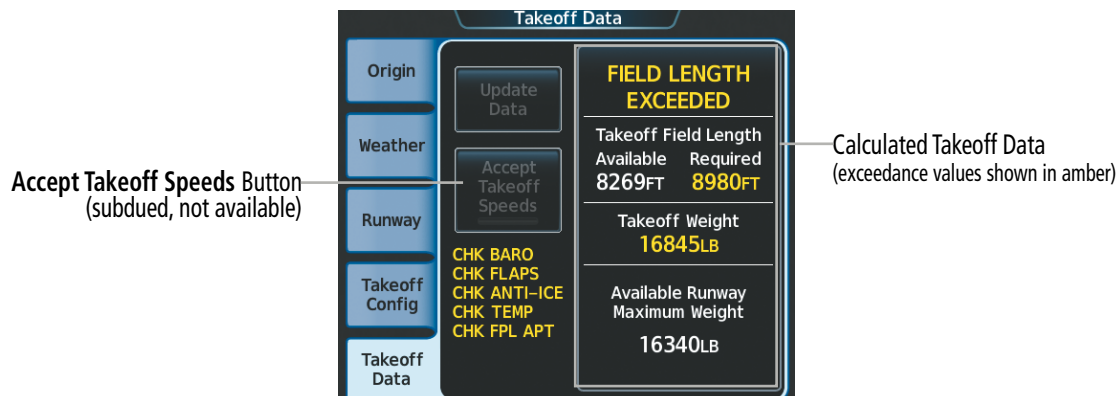 Takeoff Data
Origin
Weather
Runway
Takeoff
Config
Takeoff
Data
Update
Data
Accept
Takeoff
Speeds
CHK BARO
CHK FLAPS
CHK ANTI-ICE
CHK TEMP
CHK FPL APT
FIELD LENGTH
EXCEEDED
Takeoff Field Length
Available Required
8269FT 8980FT
Takeoff Weight
16845LB
Available Runway
Maximum Weight
16340LB
Accept Takeoff Speeds Button
(subdued, not available)
Calculated Takeoff Data
(exceedance values shown in amber)